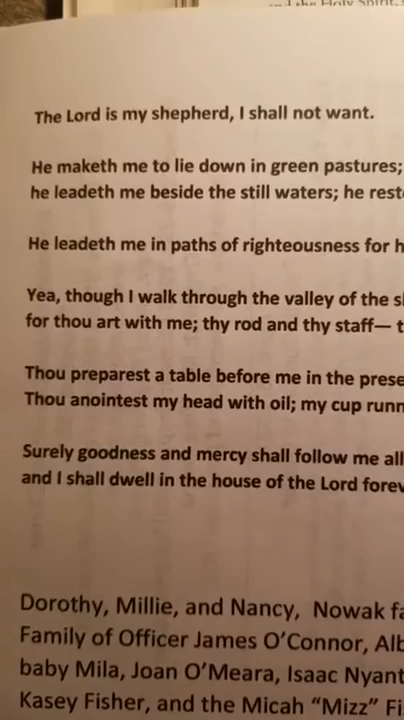 and the Holy Spirit,
The Lord is my shepherd, I shall not want.
He maketh me to lie down in green pastures;
he leadeth me beside the still waters; he rest
He leadeth me in paths of righteousness for h
Yea, though I walk through the valley of the s
for thou art with me; thy rod and thy staff— t
Thou preparest a table before me in the prese
Thou anointest my head with oil; my cup runn
Surely goodness and mercy shall follow me all
and I shall dwell in the house of the Lord forev
Dorothy, Millie, and Nancy, Nowak fa
Family of Officer James O’Connor, Alb
baby Mila, Joan O’Meara, Isaac Nyant
Kasey Fisher, and the Micah “Mizz” Fi